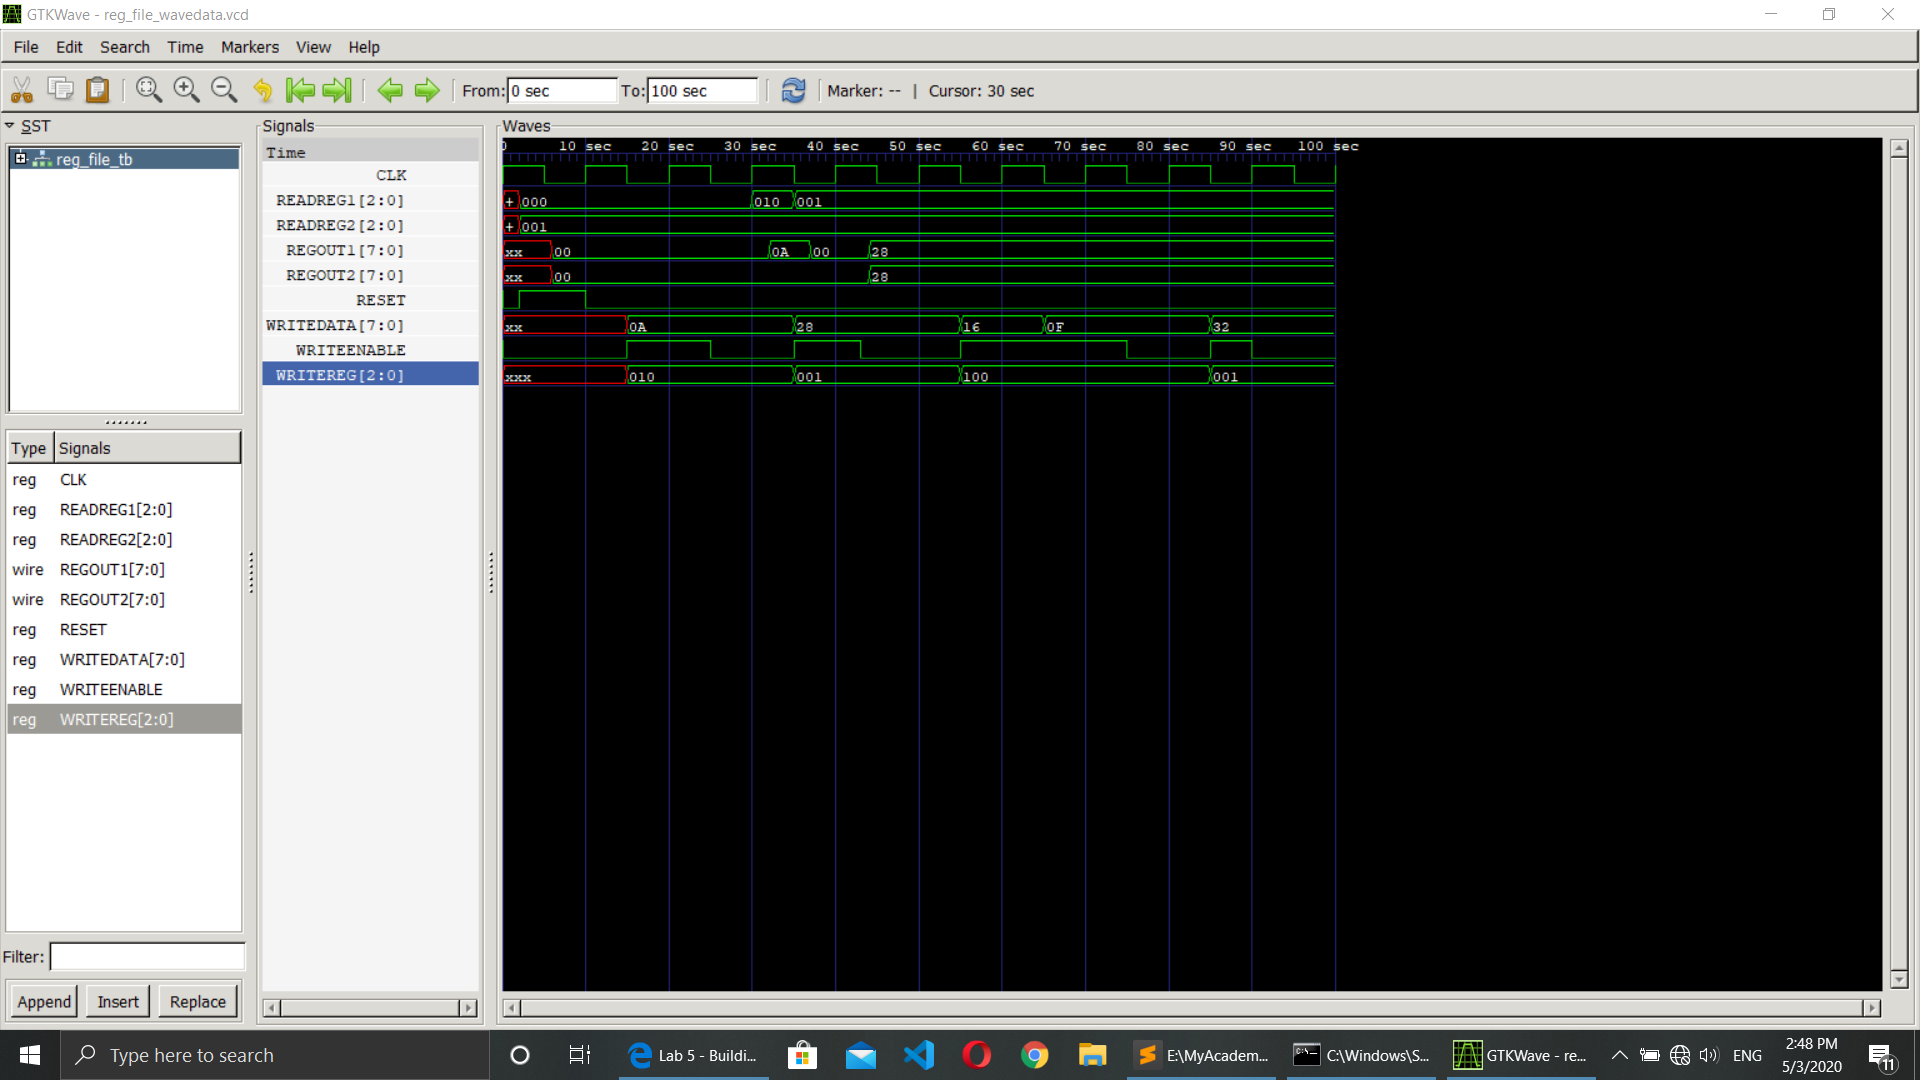 GTKWave - reg_file_wavedata.vcd
File Edit Search Time Markers View Help
From: 0 sec To: 100 sec Marker: -- | Cursor: 30 sec
SST
reg_file_tb
Type Signals
reg CLK
reg READREG1[2:0]
reg READREG2[2:0]
wire REGOUT1[7:0]
wire REGOUT2[7:0]
reg RESET
reg WRITEDATA[7:0]
reg WRITEENABLE
reg WRITEREG[2:0]
Filter:
Append Insert Replace
Signals
Time
CLK
READREG1[2:0]
READREG2[2:0]
REGOUT1[7:0]
REGOUT2[7:0]
RESET
WRITEDATA[7:0]
WRITEENABLE
WRITEREG[2:0]
Waves
0 10 sec 20 sec 30 sec 40 sec 50 sec 60 sec 70 sec 80 sec 90 sec 100 sec
+ 000 010 001
+ 001
xx 00 0A 00 28
xx 00 28
xx 0A 28 16 0F 32
xxx 010 001 100 001
Type here to search
Lab 5 - Buildi...
E:\MyAcadem...
C:\Windows\S...
GTKWave - re...
ENG
2:48 PM
5/3/2020
11